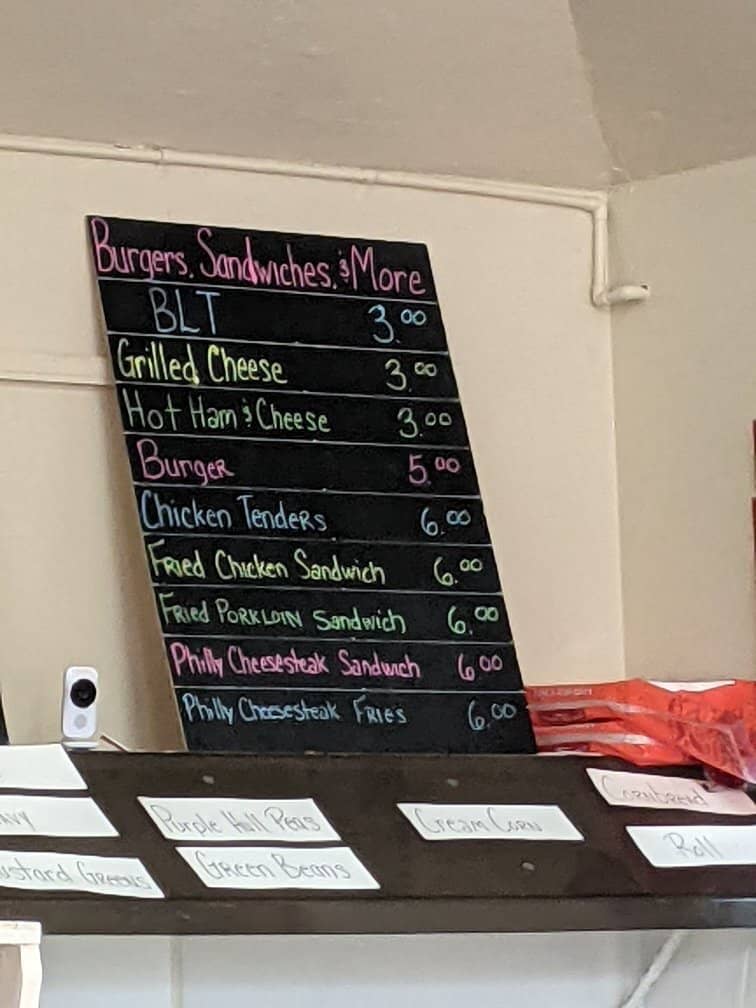 Burgers, Sandwiches, & More
BLT 3.00
Grilled Cheese 3.00
Hot Ham & Cheese 3.00
Burger 5.00
Chicken Tenders 6.00
Fried Chicken Sandwich 6.00
Fried Porkloin Sandwich 6.00
Philly Cheesesteak Sandwich 6.00
Philly Cheesesteak Fries 6.00
Purple Hull Peas
Cream Corn
Cornbread
Green Beans
Roll
ustard Greens